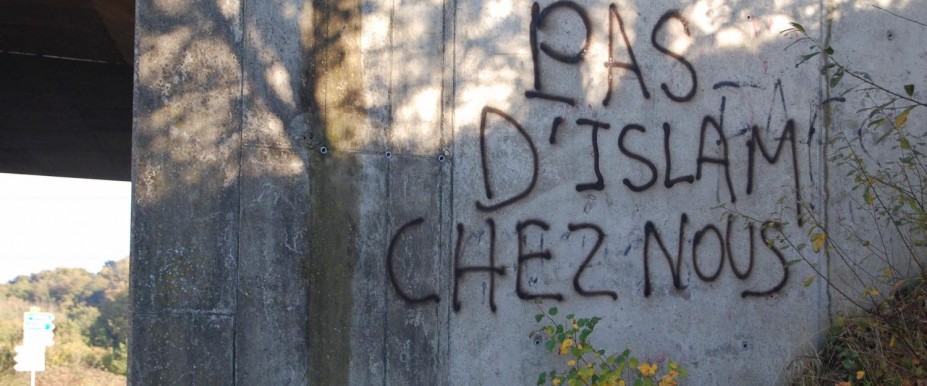 PAS
D'ISLAM
CHEZ NOUS